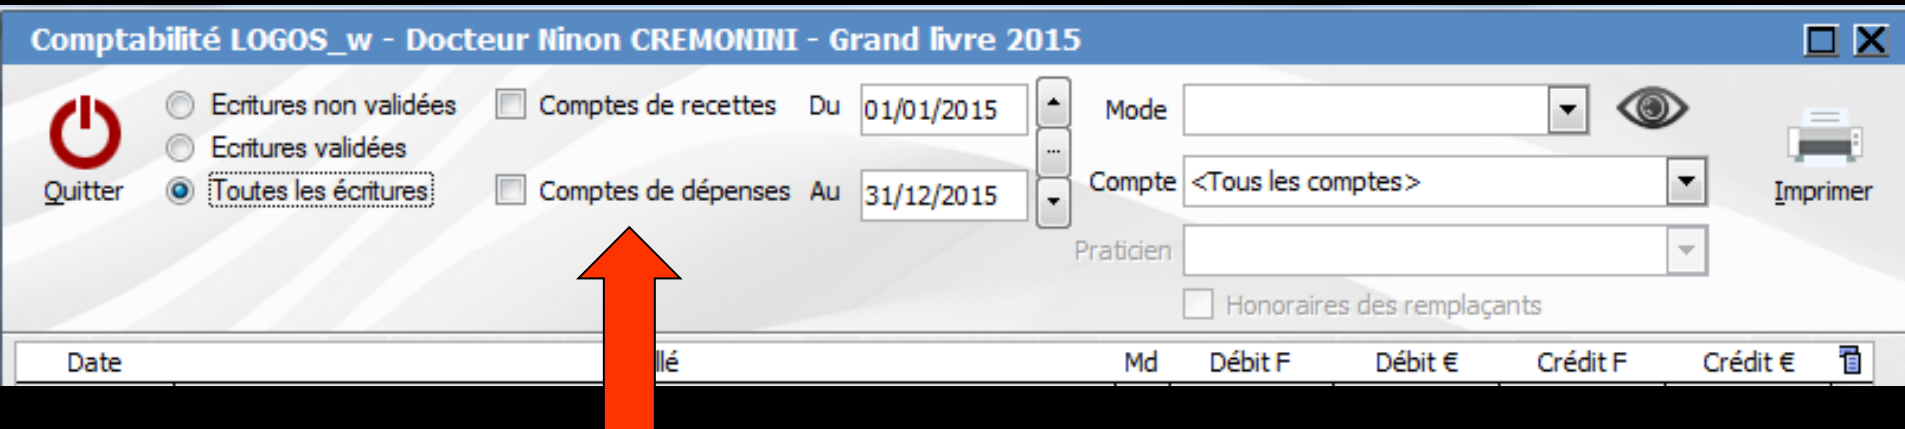 Comptabilité LOGOS_w - Docteur Ninon CREMONINI - Grand livre 2015
Quitter
Ecritures non validées
Ecritures validées
Toutes les écritures
Comptes de recettes
Comptes de dépenses
Du 01/01/2015
Au 31/12/2015
...
Mode
Compte <Tous les comptes>
Praticien
Honoraires des remplaçants
Imprimer
Date Md Débit F Débit € Crédit F Crédit €